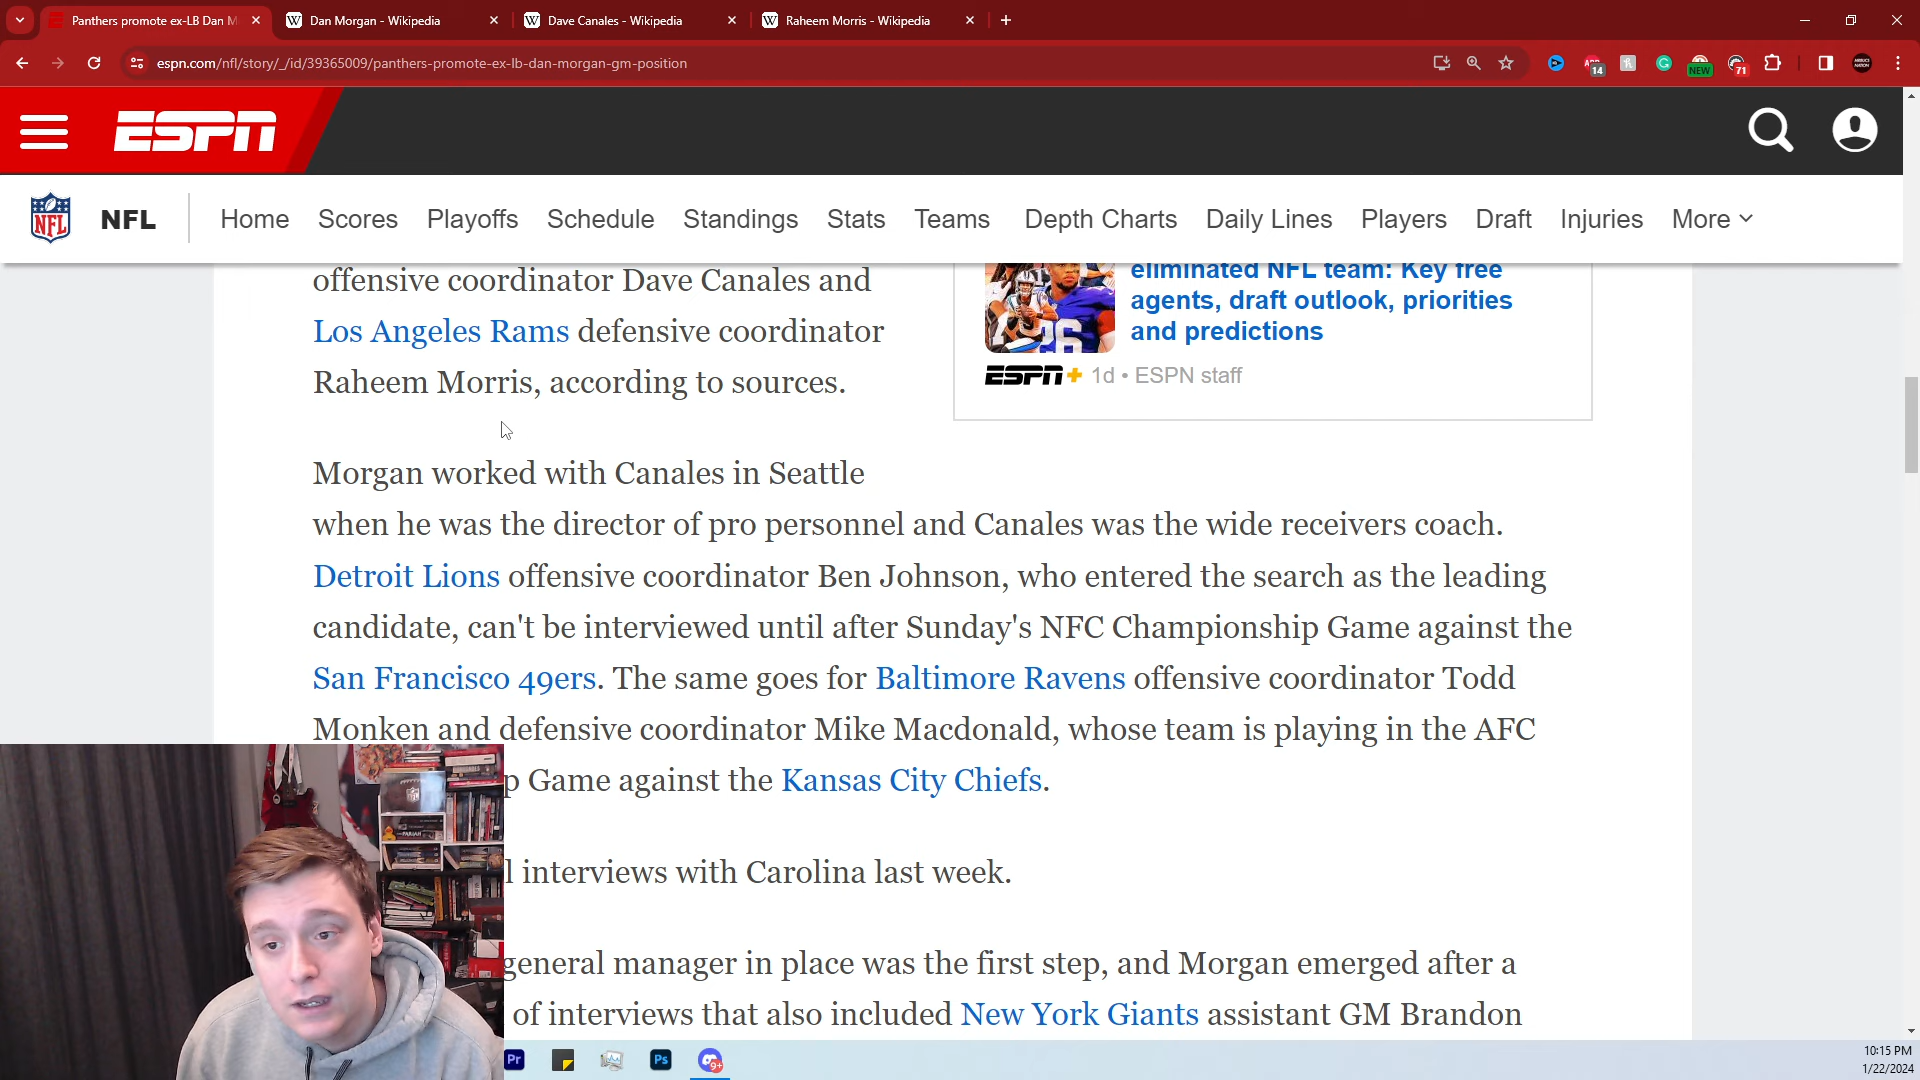 Panthers promote ex-LB Dan M
Dan Morgan - Wikipedia
Dave Canales - Wikipedia
Raheem Morris - Wikipedia
espn.com/nfl/story/_/id/39365009/panthers-promote-ex-lb-dan-morgan-gm-position
14
NEW
71
ESPN
NFL
NFL
Home
Scores
Playoffs
Schedule
Standings
Stats
Teams
Depth Charts
Daily Lines
Players
Draft
Injuries
More
offensive coordinator Dave Canales and
Los Angeles Rams defensive coordinator
Raheem Morris, according to sources.
eliminated NFL team: Key free
agents, draft outlook, priorities
and predictions
ESPN+ 1d • ESPN staff
Morgan worked with Canales in Seattle
when he was the director of pro personnel and Canales was the wide receivers coach.
Detroit Lions offensive coordinator Ben Johnson, who entered the search as the leading
candidate, can't be interviewed until after Sunday's NFC Championship Game against the
San Francisco 49ers. The same goes for Baltimore Ravens offensive coordinator Todd
Monken and defensive coordinator Mike Macdonald, whose team is playing in the AFC
p Game against the Kansas City Chiefs.
l interviews with Carolina last week.
general manager in place was the first step, and Morgan emerged after a
of interviews that also included New York Giants assistant GM Brandon
Pr
Ps
9+
10:15 PM
1/22/2024